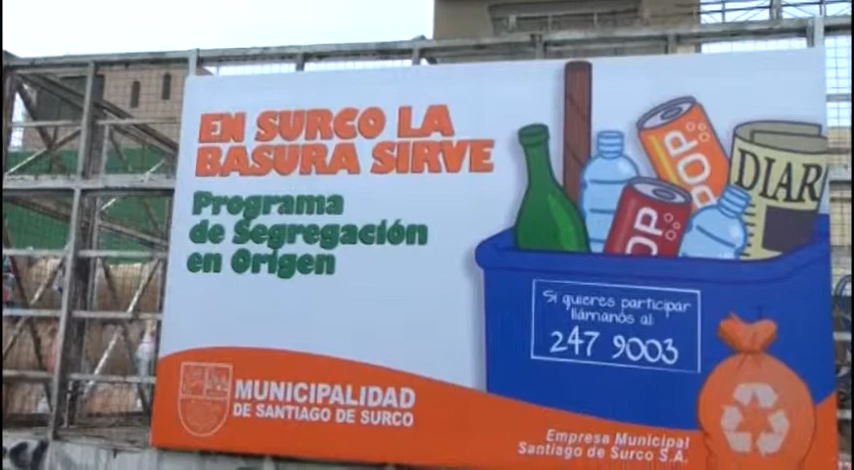 EN SURCO LA
BASURA SIRVE
Programa
de Segregación
en Origen
POP
DIAR
POP
Si quieres participar
llámanos al:
247 9003
MUNICIPALIDAD
DE SANTIAGO DE SURCO
Empresa Municipal
Santiago de Surco S.A.